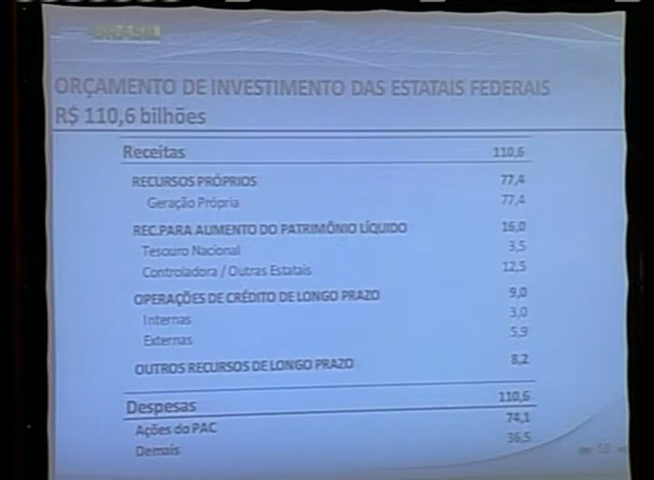 BRASIL
ORÇAMENTO DE INVESTIMENTO DAS ESTATAIS FEDERAIS
R$ 110,6 bilhões
Receitas 110,6
RECURSOS PRÓPRIOS 77,4
Geração Própria 77,4
REC.PARA AUMENTO DO PATRIMÔNIO LÍQUIDO 16,0
Tesouro Nacional 3,5
Controladora / Outras Estatais 12,5
OPERAÇÕES DE CRÉDITO DE LONGO PRAZO 9,0
Internas 3,0
Externas 5,9
OUTROS RECURSOS DE LONGO PRAZO 8,2
Despesas 110,6
Ações do PAC 74,1
Demais 36,5